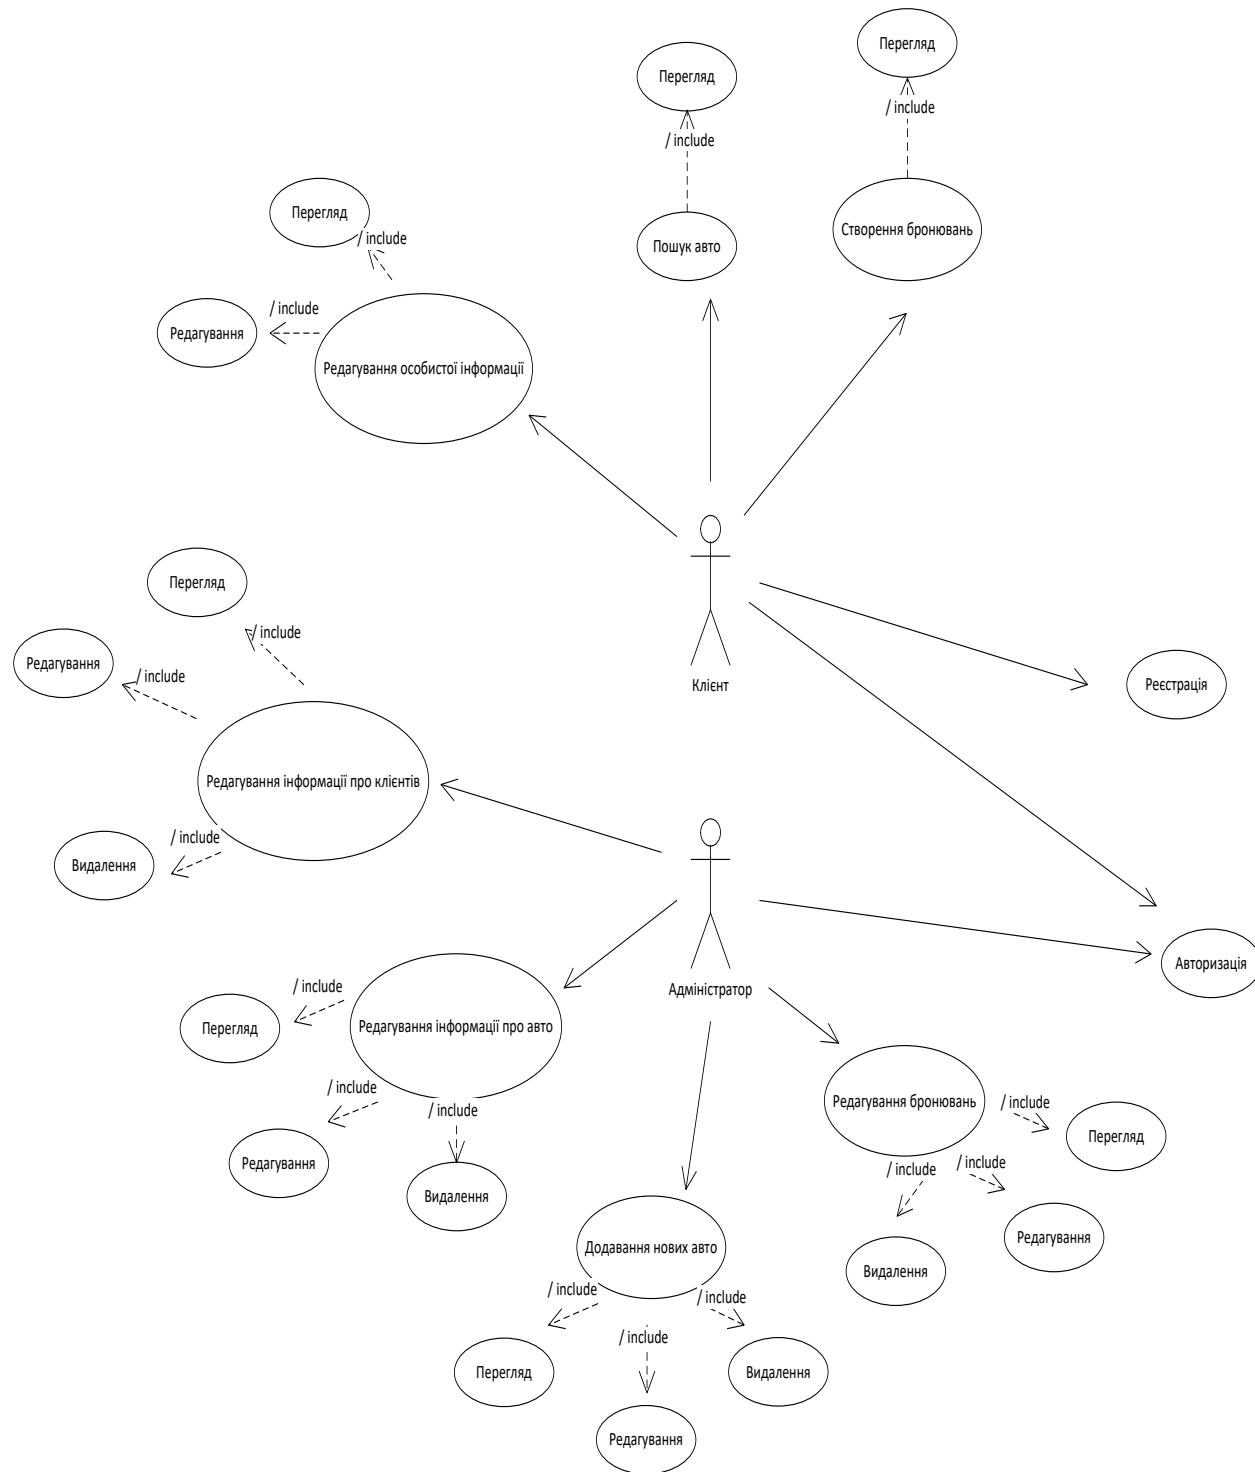 Перегляд
/ include
Створення бронювань
Перегляд
/ include
Пошук авто
Перегляд
/ include
/ include
Редагування
Редагування особистої інформації
Клієнт
Реєстрація
Перегляд
/ include
Редагування
/ include
Редагування інформації про клієнтів
/ include
Видалення
Адміністратор
Авторизація
/ include
Перегляд
Редагування інформації про авто
/ include
Редагування
/ include
Видалення
Редагування бронювань
/ include
Перегляд
/ include
Редагування
/ include
Видалення
Додавання нових авто
/ include
Перегляд
/ include
Редагування
/ include
Видалення